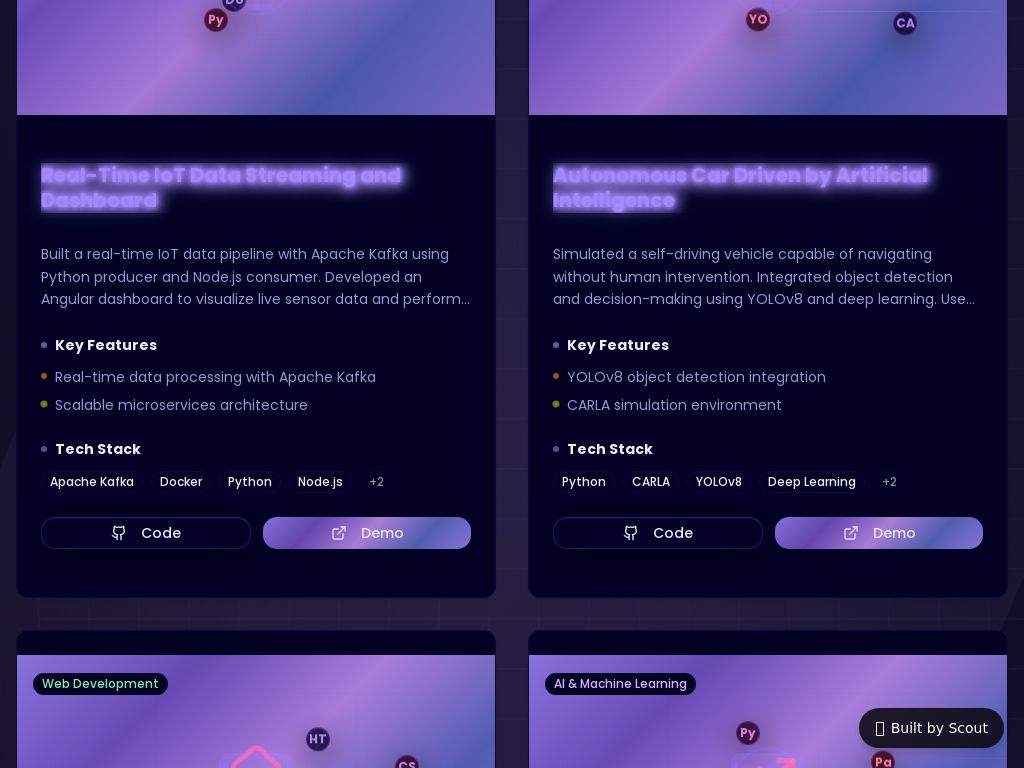 Py
YO
CA
Real-Time IoT Data Streaming and
Dashboard
Built a real-time IoT data pipeline with Apache Kafka using
Python producer and Node.js consumer. Developed an
Angular dashboard to visualize live sensor data and perform...
Key Features
Real-time data processing with Apache Kafka
Scalable microservices architecture
Tech Stack
Apache Kafka Docker Python Node.js +2
Code Demo
Autonomous Car Driven by Artificial
Intelligence
Simulated a self-driving vehicle capable of navigating
without human intervention. Integrated object detection
and decision-making using YOLOv8 and deep learning. Use...
Key Features
YOLOv8 object detection integration
CARLA simulation environment
Tech Stack
Python CARLA YOLOv8 Deep Learning +2
Code Demo
Web Development
HT
CS
AI & Machine Learning
Py
Pa
Built by Scout